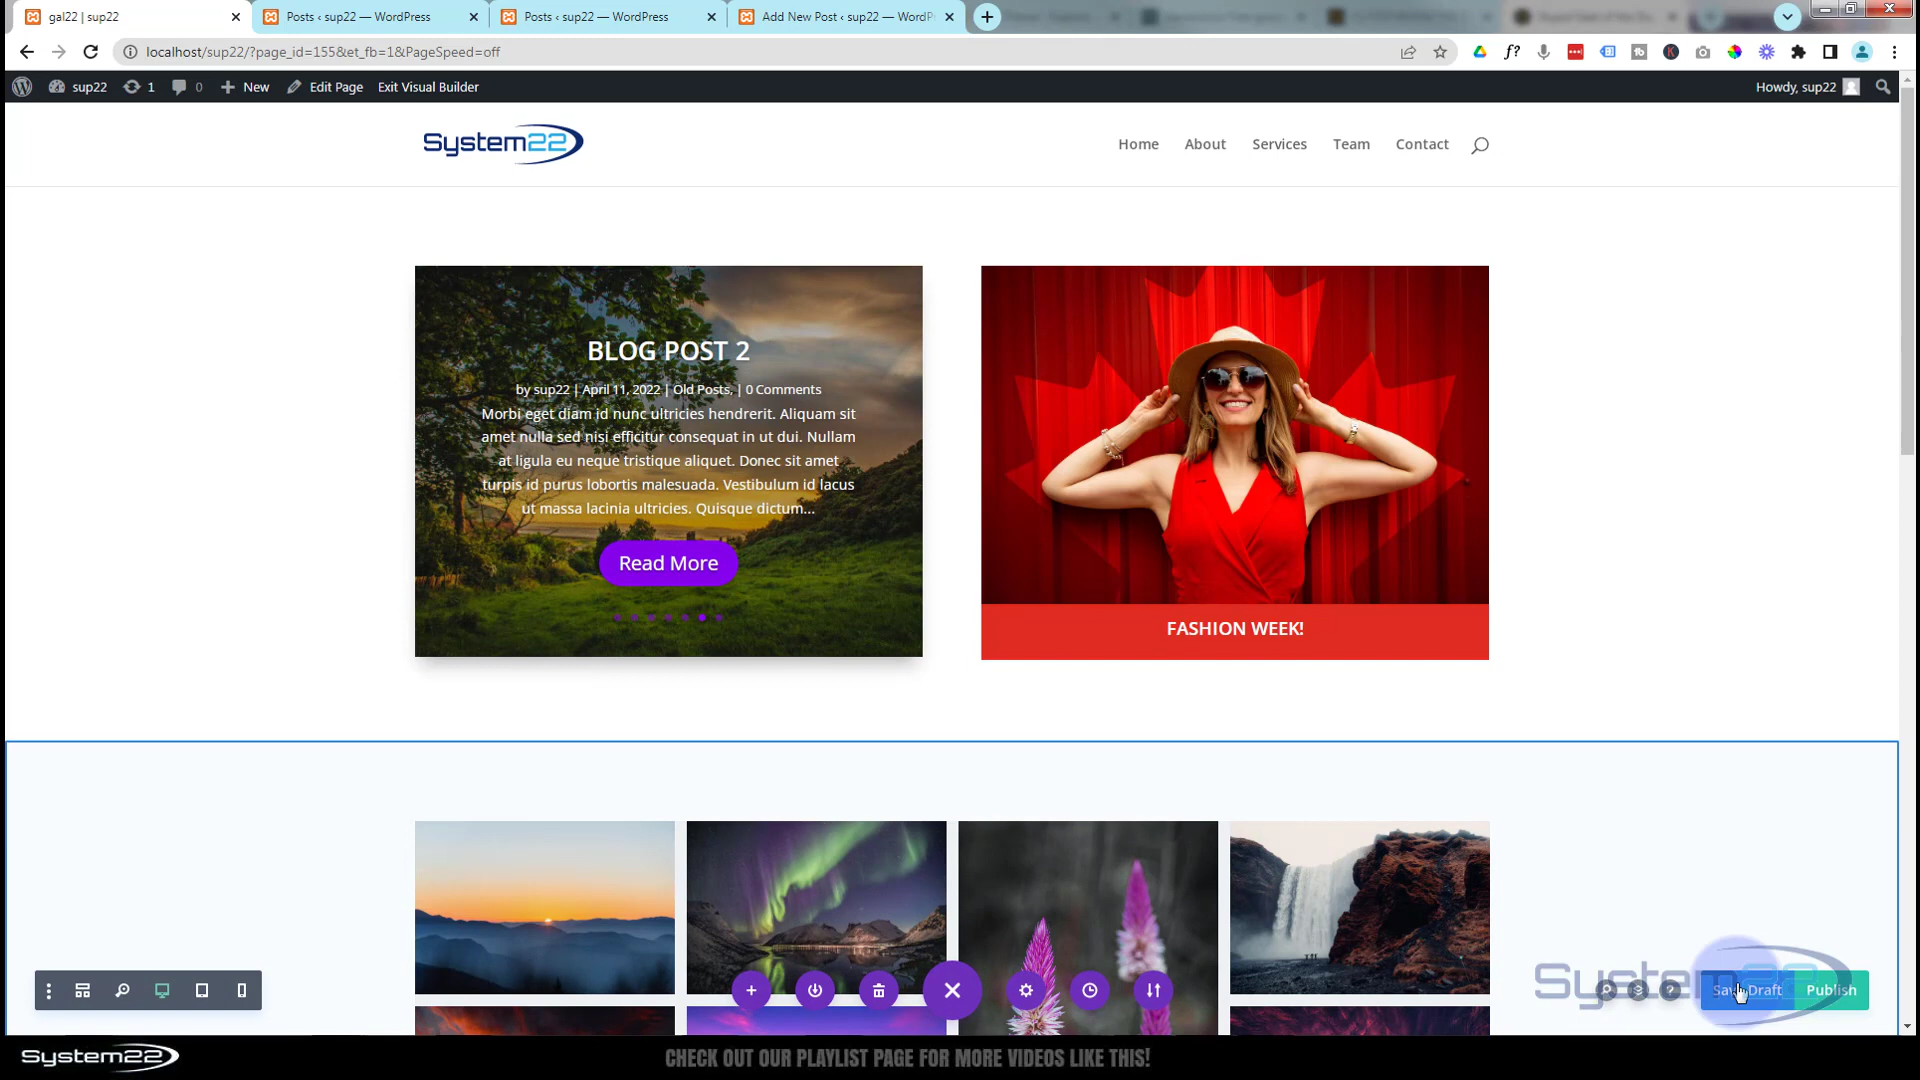 gal22 | sup22
Posts ‹ sup22 — WordPress
Posts ‹ sup22 — WordPress
Add New Post ‹ sup22 — WordP
localhost/sup22/?page_id=155&et_fb=1&PageSpeed=off
sup22
1
0
New
Edit Page
Exit Visual Builder
Howdy, sup22
System22
Home
About
Services
Team
Contact
BLOG POST 2
by sup22 | April 11, 2022 | Old Posts, | 0 Comments
Morbi eget diam id nunc ultricies hendrerit. Aliquam sit
amet nulla sed nisi efficitur consequat in ut dui. Nullam
at ligula eu neque tristique aliquet. Donec sit amet
turpis id purus lobortis malesuada. Vestibulum id lacus
ut massa lacinia ultricies. Quisque dictum...
Read More
FASHION WEEK!
System22
Save Draft
Publish
System22
CHECK OUT OUR PLAYLIST PAGE FOR MORE VIDEOS LIKE THIS!